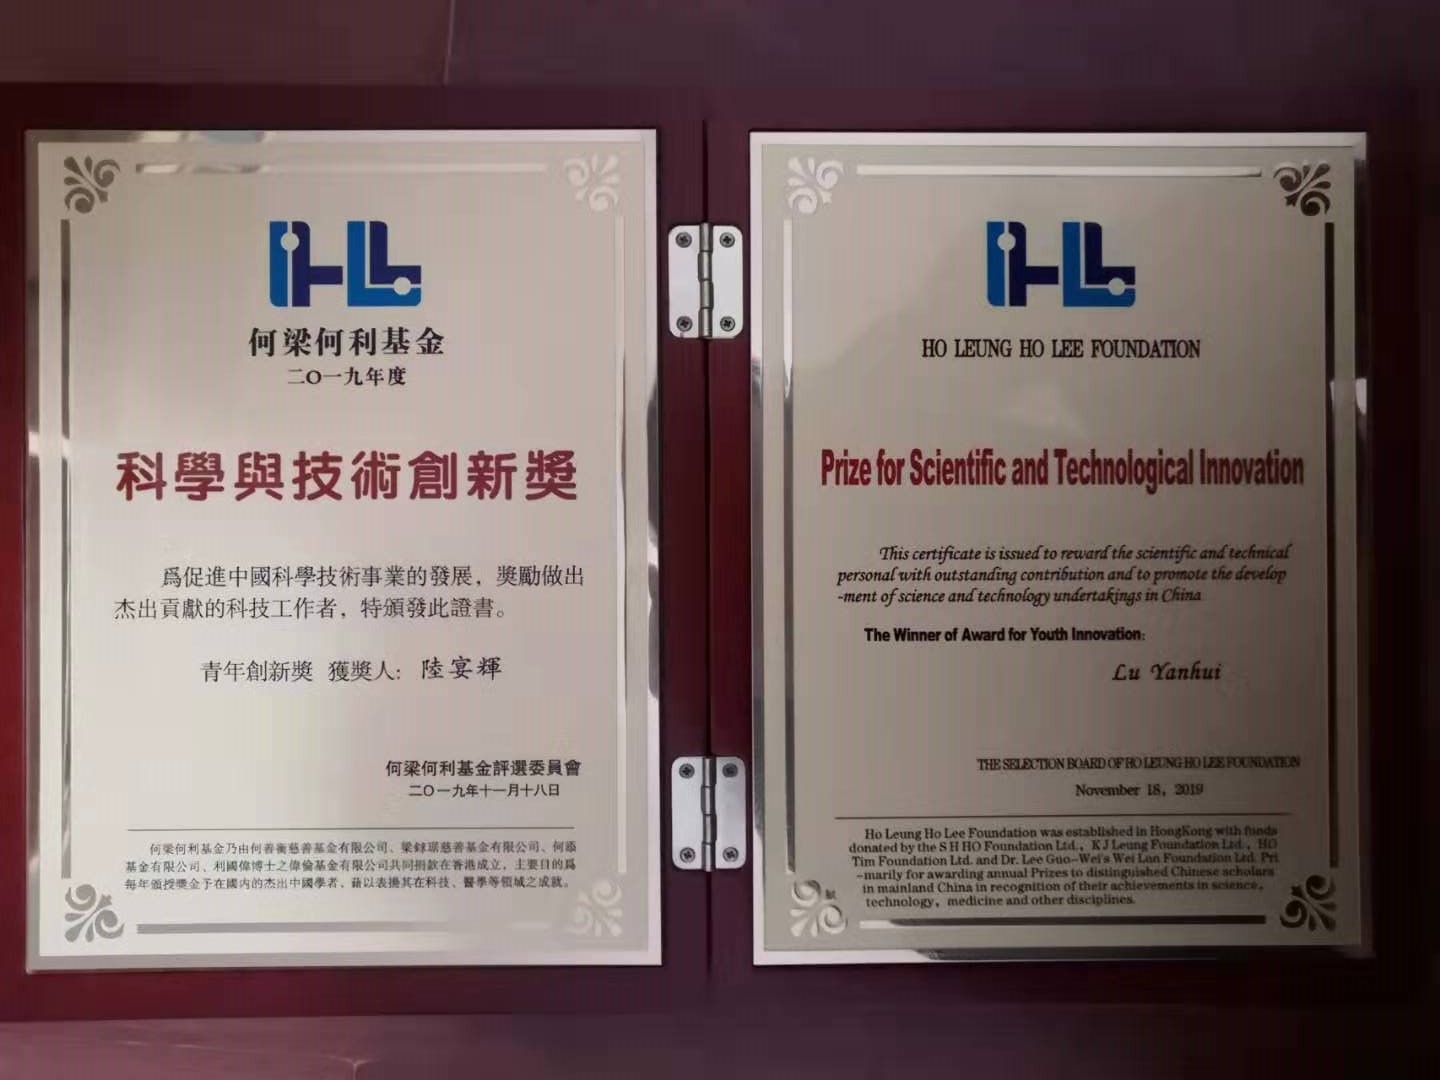 何梁何利基金
二〇一九年度
科學與技術創新獎
爲促進中國科學技術事業的發展，獎勵做出
杰出貢獻的科技工作者，特頒發此證書。
青年創新獎 獲獎人: 陸宴輝
何梁何利基金評選委員會
二〇一九年十一月十八日
何梁何利基金乃由何善衡慈善基金有限公司、梁銶琚慈善基金有限公司、何添
基金有限公司、利國偉博士之偉倫基金有限公司共同捐款在香港成立，主要目的爲
每年頒授獎金予在國内的杰出中國學者，藉以表揚其在科技、醫學等領域之成就。
HO LEUNG HO LEE FOUNDATION
Prize for Scientific and Technological Innovation
This certificate is issued to reward the scientific and technical
personal with outstanding contribution and to promote the develop
-ment of science and technology undertakings in China
The Winner of Award for Youth Innovation:
Lu Yanhui
THE SELECTION BOARD OF HO LEUNG HO LEE FOUNDATION
November 18, 2019
Ho Leung Ho Lee Foundation was established in HongKong with funds
donated by the S H HO Foundation Ltd., K J Leung Foundation Ltd., HO
Tim Foundation Ltd. and Dr. Lee Guo-Wei's Wei Lun Foundation Ltd. Pri
-marily for awarding annual Prizes to distinguished Chinese scholars
in mainland China in recognition of their achievements in science,
technology, medicine and other disciplines.